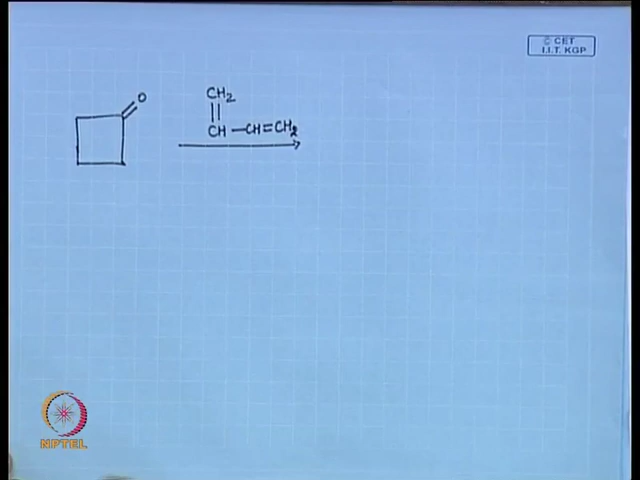 © CET
I.I.T. KGP
O
CH2
||
CH—CH=CH2
NPTEL